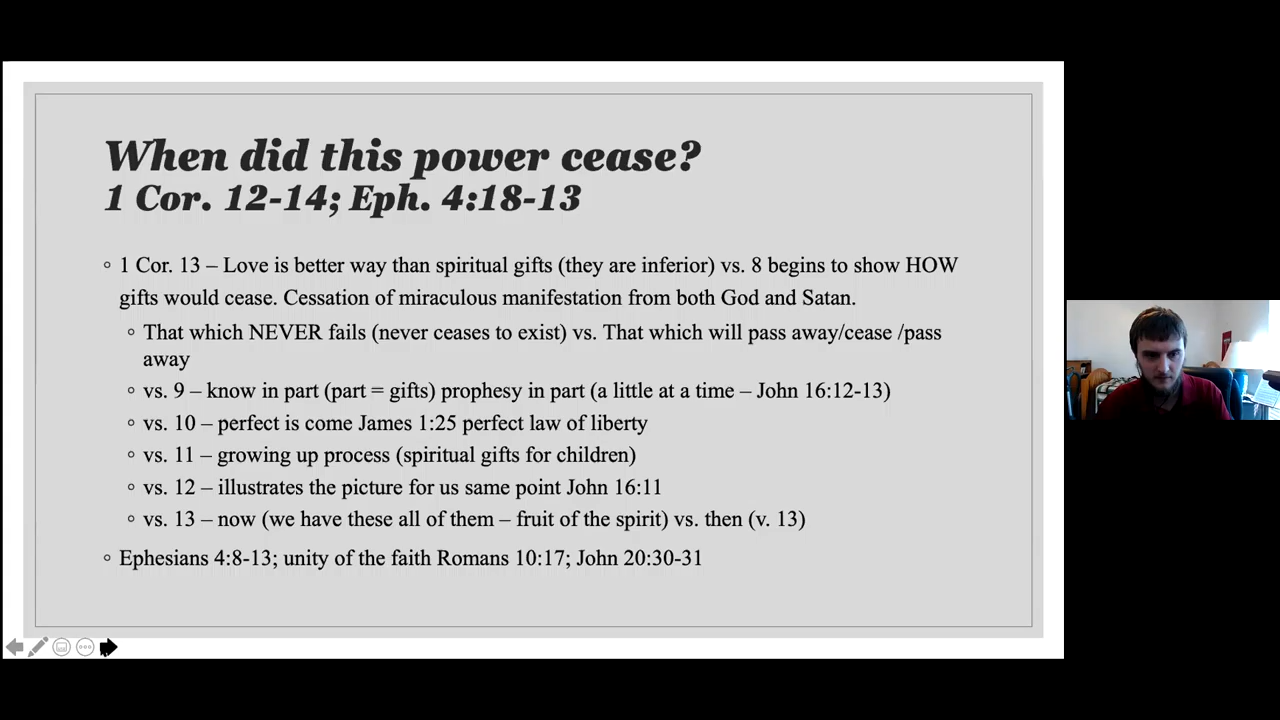 When did this power cease?
1 Cor. 12-14; Eph. 4:18-13
◦ 1 Cor. 13 – Love is better way than spiritual gifts (they are inferior) vs. 8 begins to show HOW
gifts would cease. Cessation of miraculous manifestation from both God and Satan.
◦ That which NEVER fails (never ceases to exist) vs. That which will pass away/cease /pass
away
◦ vs. 9 – know in part (part = gifts) prophesy in part (a little at a time – John 16:12-13)
◦ vs. 10 – perfect is come James 1:25 perfect law of liberty
◦ vs. 11 – growing up process (spiritual gifts for children)
◦ vs. 12 – illustrates the picture for us same point John 16:11
◦ vs. 13 – now (we have these all of them – fruit of the spirit) vs. then (v. 13)
◦ Ephesians 4:8-13; unity of the faith Romans 10:17; John 20:30-31